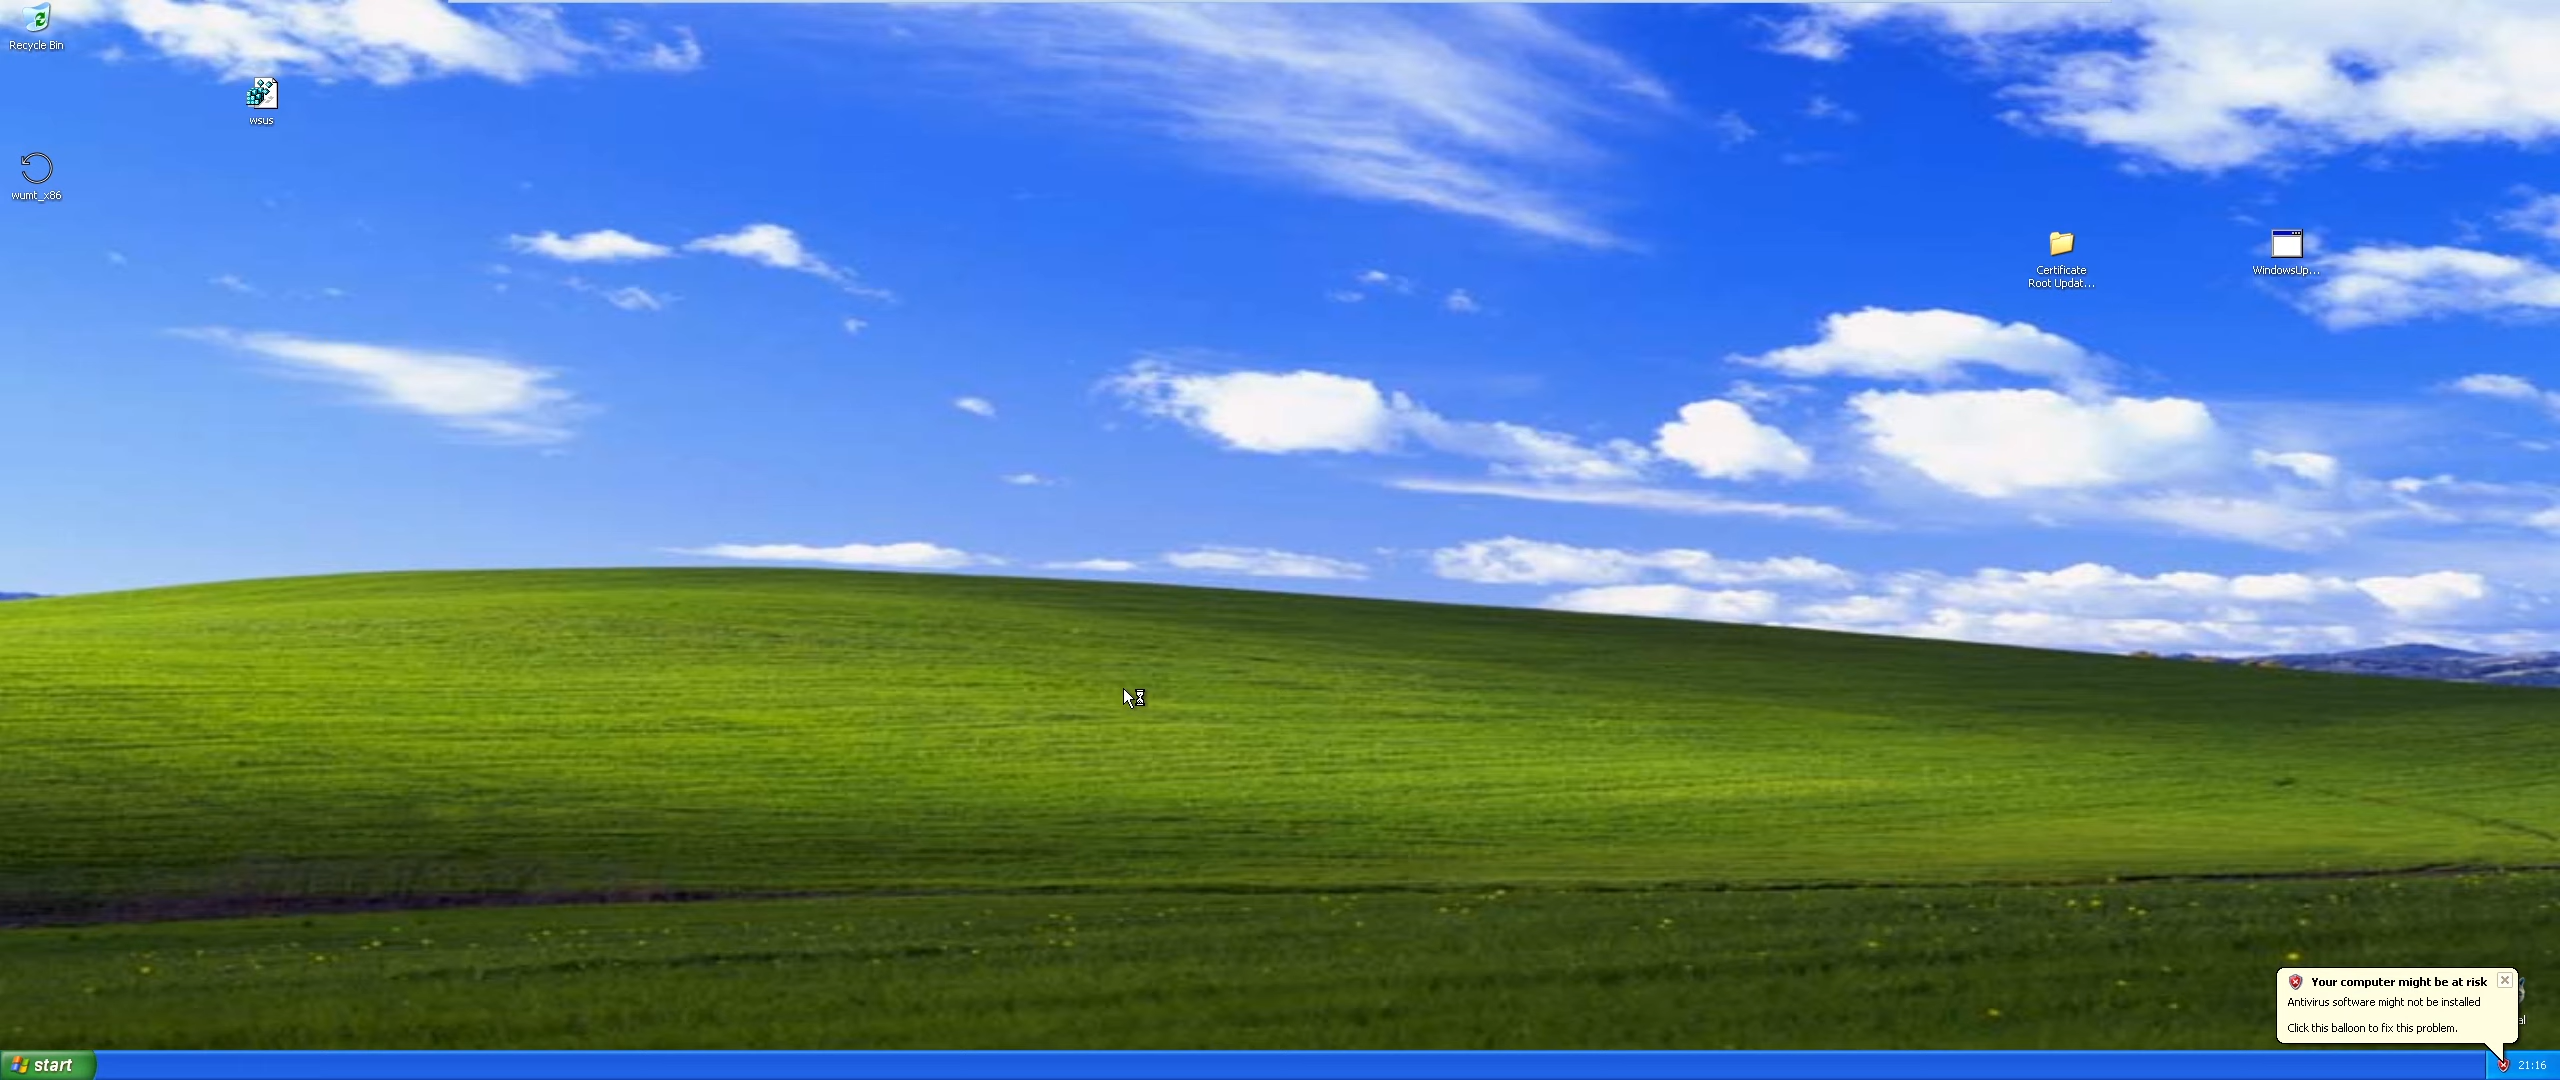 Recycle Bin
wsus
wumt_x86
Certificate
Root Updat...
WindowsUp...
Your computer might be at risk
Antivirus software might not be installed
Click this balloon to fix this problem.
start
21:16